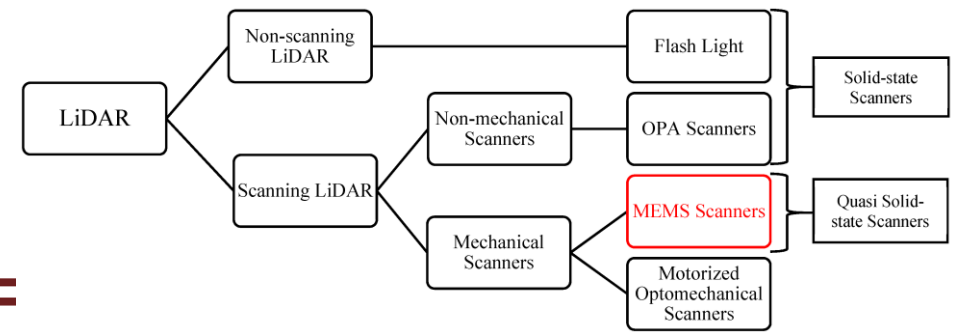 Non-scanning
LiDAR
Flash Light
Solid-state
Scanners
LiDAR
Non-mechanical
Scanners
OPA Scanners
Scanning LiDAR
MEMS Scanners
Quasi Solid-
state Scanners
Mechanical
Scanners
Motorized
Optomechanical
Scanners